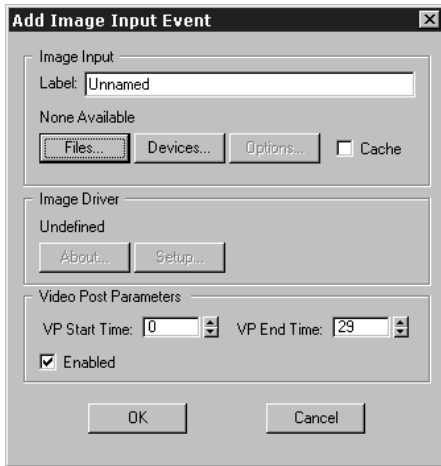 Add Image Input Event
Image Input
Label: Unnamed
None Available
Files... Devices... Options... Cache
Image Driver
Undefined
About... Setup...
Video Post Parameters
VP Start Time: 0 VP End Time: 29
Enabled
OK Cancel